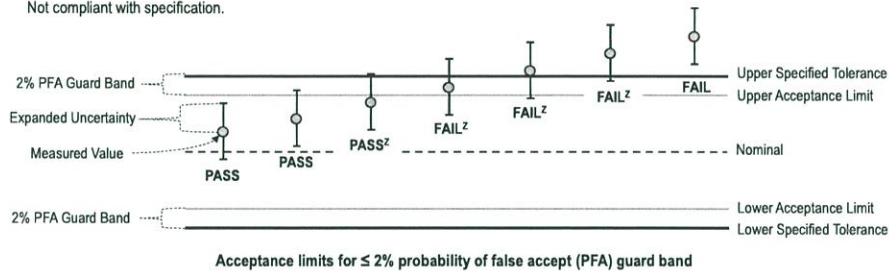 Not compliant with specification.
Upper Specified Tolerance
2% PFA Guard Band
FAILᶻ
FAIL
Upper Acceptance Limit
Expanded Uncertainty
FAILᶻ
FAILᶻ
PASSᶻ
Measured Value
PASS
Nominal
PASS
2% PFA Guard Band
Lower Acceptance Limit
Lower Specified Tolerance
Acceptance limits for ≤ 2% probability of false accept (PFA) guard band